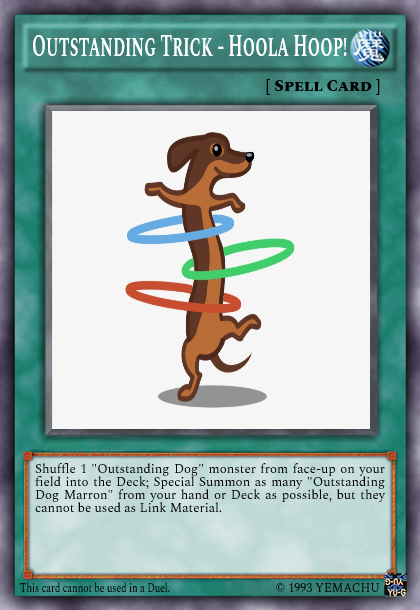 OUTSTANDING TRICK - HOOLA HOOP!
魔
[ SPELL CARD ]
Shuffle 1 "Outstanding Dog" monster from face-up on your
field into the Deck; Special Summon as many "Outstanding
Dog Marron" from your hand or Deck as possible, but they
cannot be used as Link Material.
This card cannot be used in a Duel.
© 1993 YEMACHU